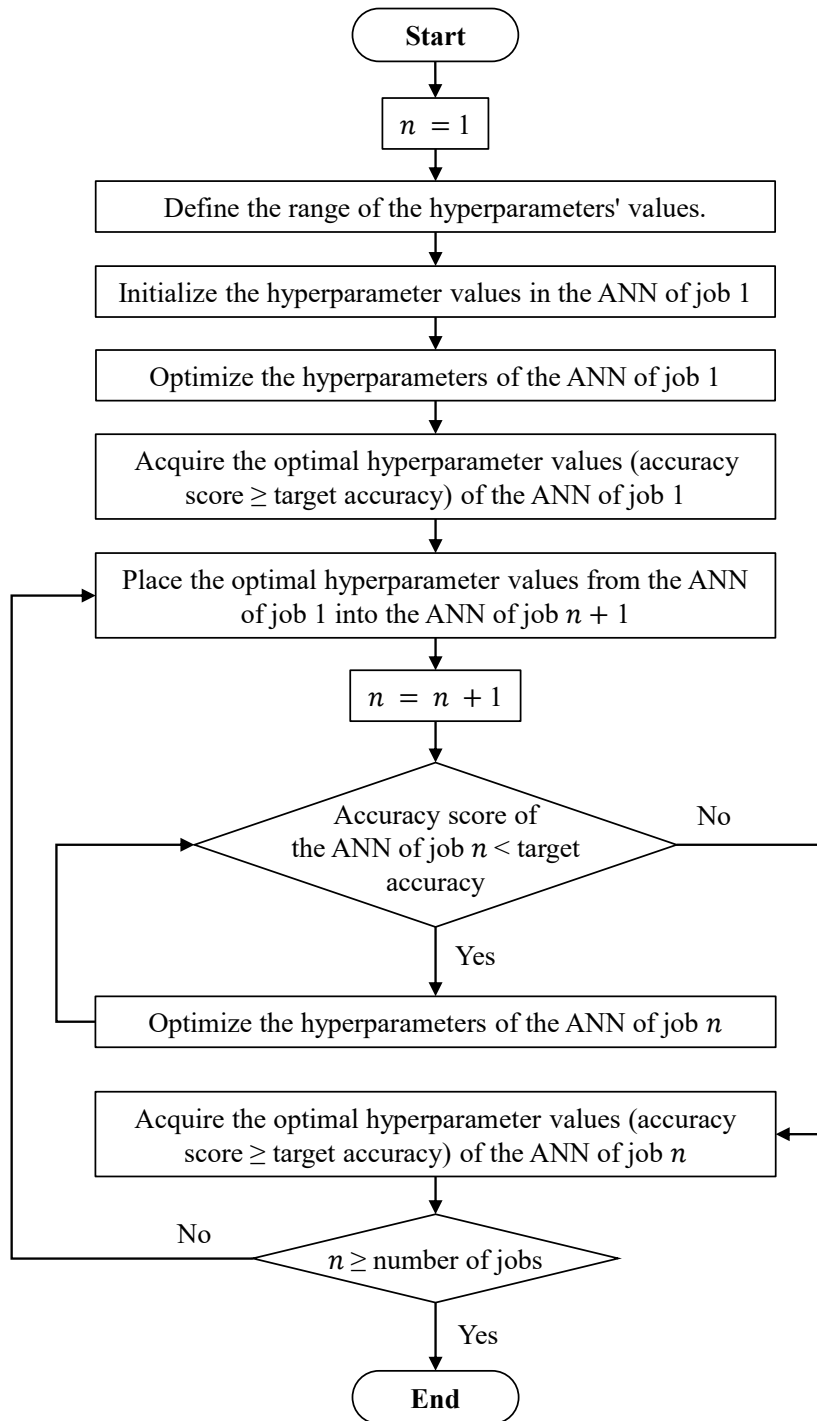 Start
n = 1
Define the range of the hyperparameters' values.
Initialize the hyperparameter values in the ANN of job 1
Optimize the hyperparameters of the ANN of job 1
Acquire the optimal hyperparameter values (accuracy
score ≥ target accuracy) of the ANN of job 1
Place the optimal hyperparameter values from the ANN
of job 1 into the ANN of job n + 1
n = n + 1
Accuracy score of
the ANN of job n < target
accuracy
No
Yes
Optimize the hyperparameters of the ANN of job n
Acquire the optimal hyperparameter values (accuracy
score ≥ target accuracy) of the ANN of job n
No
n ≥ number of jobs
Yes
End